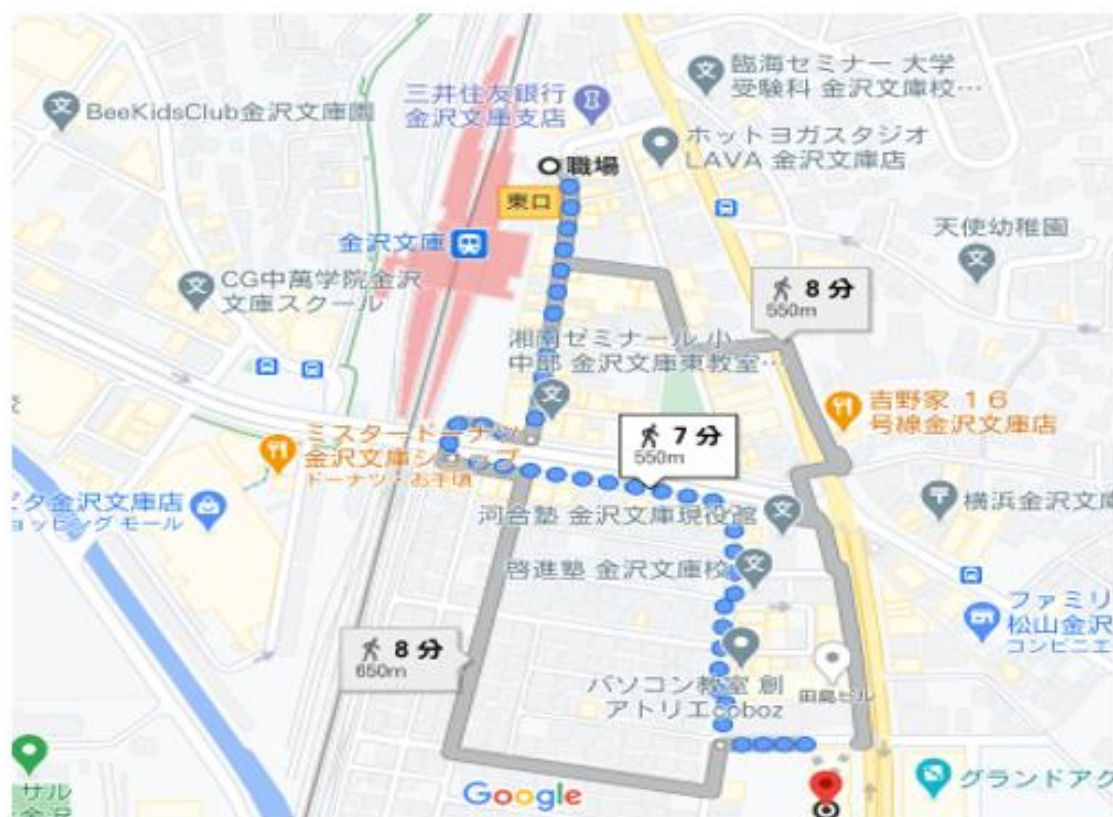 臨海セミナー 大学
受験科 金沢文庫校…
三井住友銀行
金沢文庫支店
BeeKidsClub金沢文庫園
ホットヨガスタジオ
LAVA 金沢文庫店
職場
東口
金沢文庫
天使幼稚園
CG中萬学院金沢
文庫スクール
8 分
550m
湘南ゼミナール 小
中部 金沢文庫東教室…
吉野家 16
号線金沢文庫店
7 分
550m
ミスタードーナツ
金沢文庫ショップ
ドーナツ・お手頃
ピタ金沢文庫店
ョッピング モール
河合塾 金沢文庫現役館
横浜金沢文庫
啓進塾 金沢文庫校
ファミリ
松山金沢
コンビニエ
8 分
650m
パソコン教室 創
アトリエcoboz
田島ビル
サル
金沢
Google
グランドアク